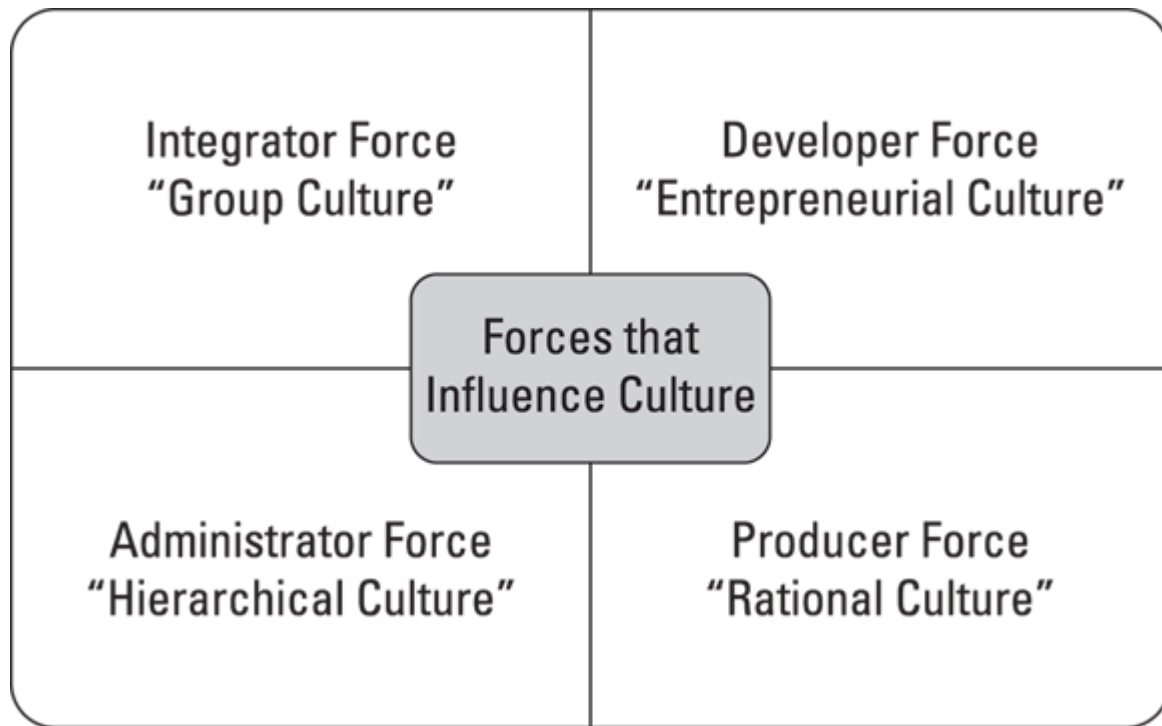 Integrator Force
“Group Culture”
Developer Force
“Entrepreneurial Culture”
Forces that
Influence Culture
Administrator Force
“Hierarchical Culture”
Producer Force
“Rational Culture”